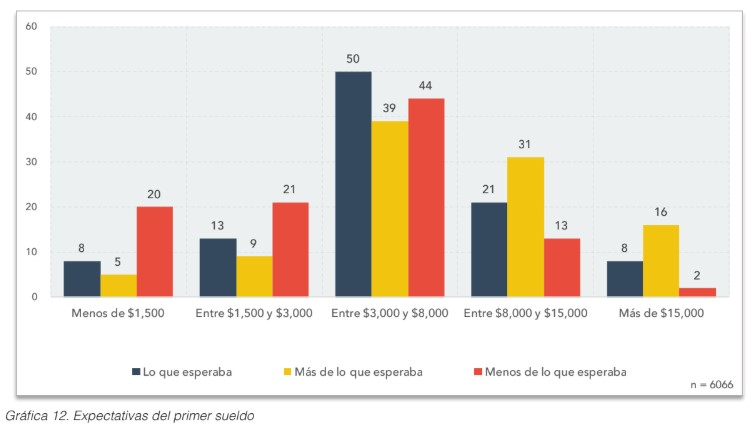 60
50
40
30
20
10
0
8
5
20
13
9
21
50
39
44
21
31
13
8
16
2
Menos de $1,500
Entre $1,500 y $3,000
Entre $3,000 y $8,000
Entre $8,000 y $15,000
Más de $15,000
Lo que esperaba
Más de lo que esperaba
Menos de lo que esperaba
n = 6066
Gráfica 12. Expectativas del primer sueldo